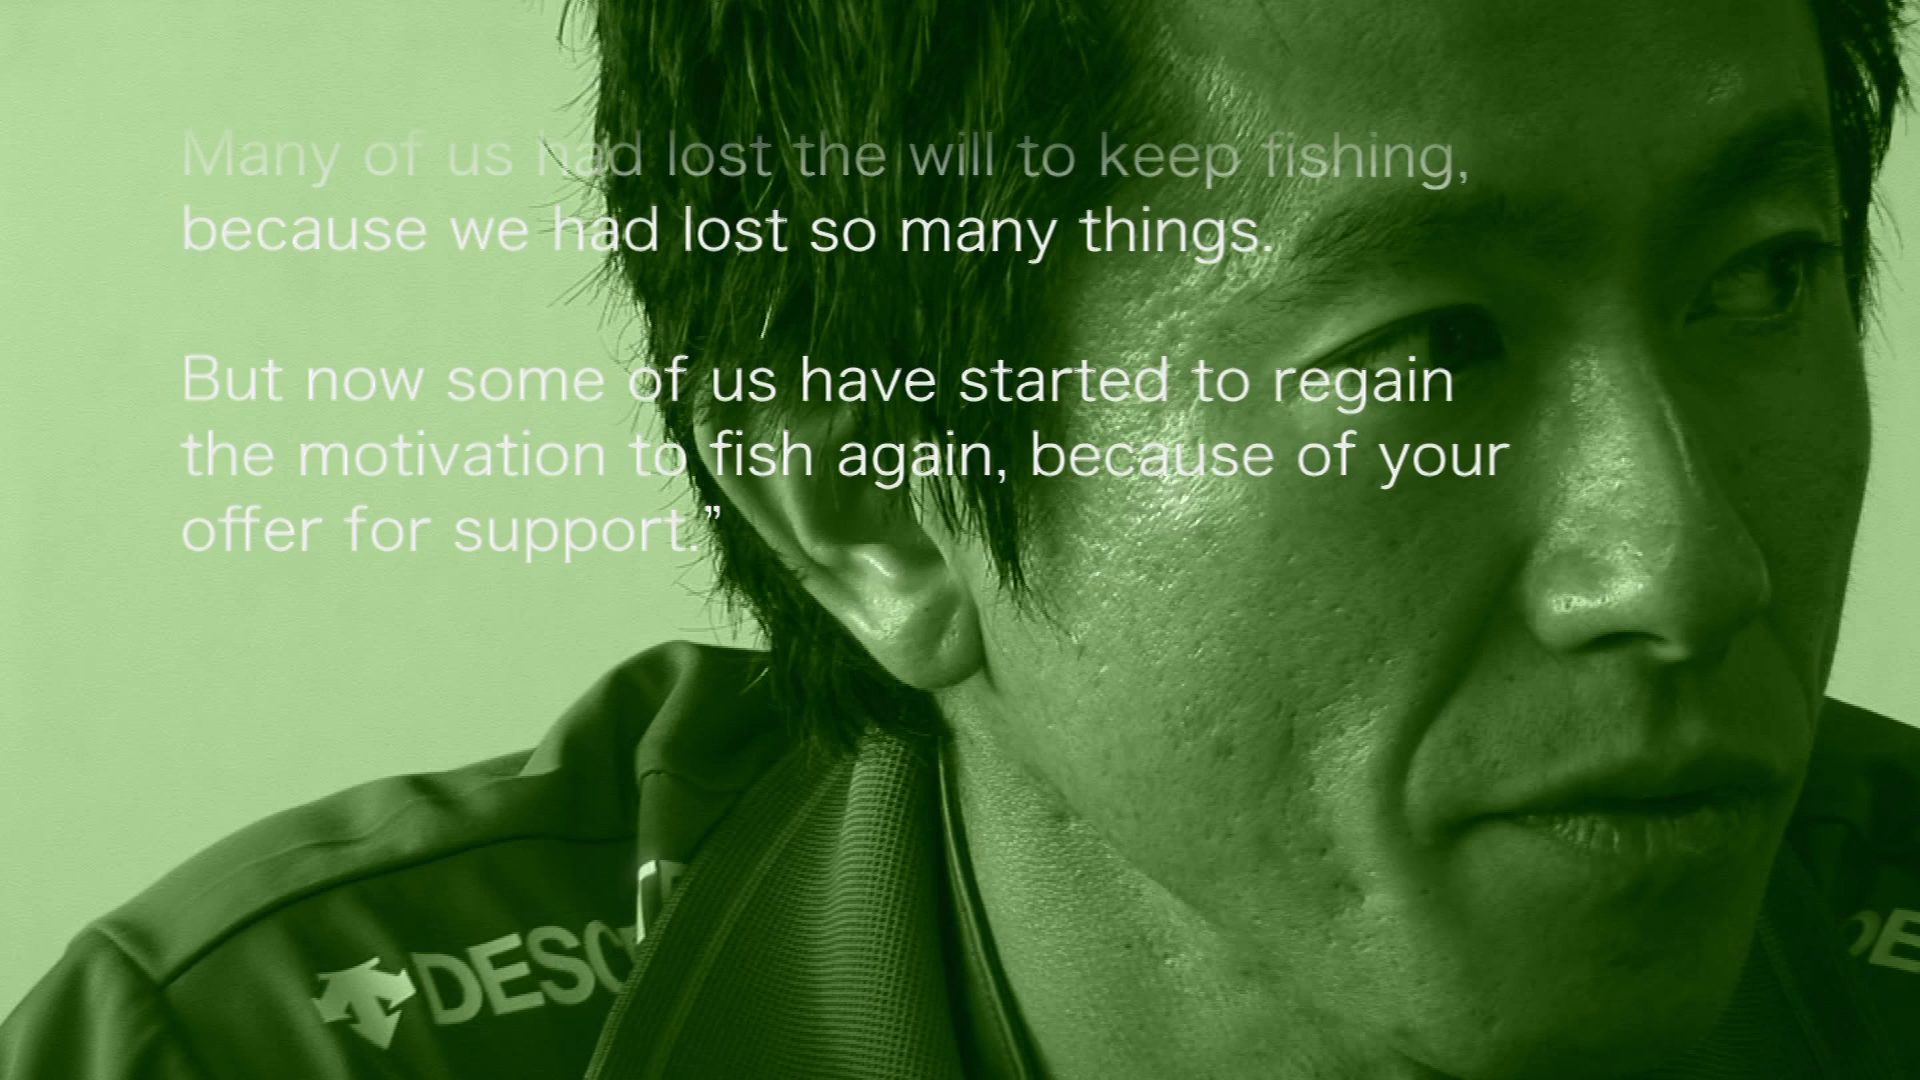 Many of us had lost the will to keep fishing,
because we had lost so many things.
But now some of us have started to regain
the motivation to fish again, because of your
offer for support.”
DESC